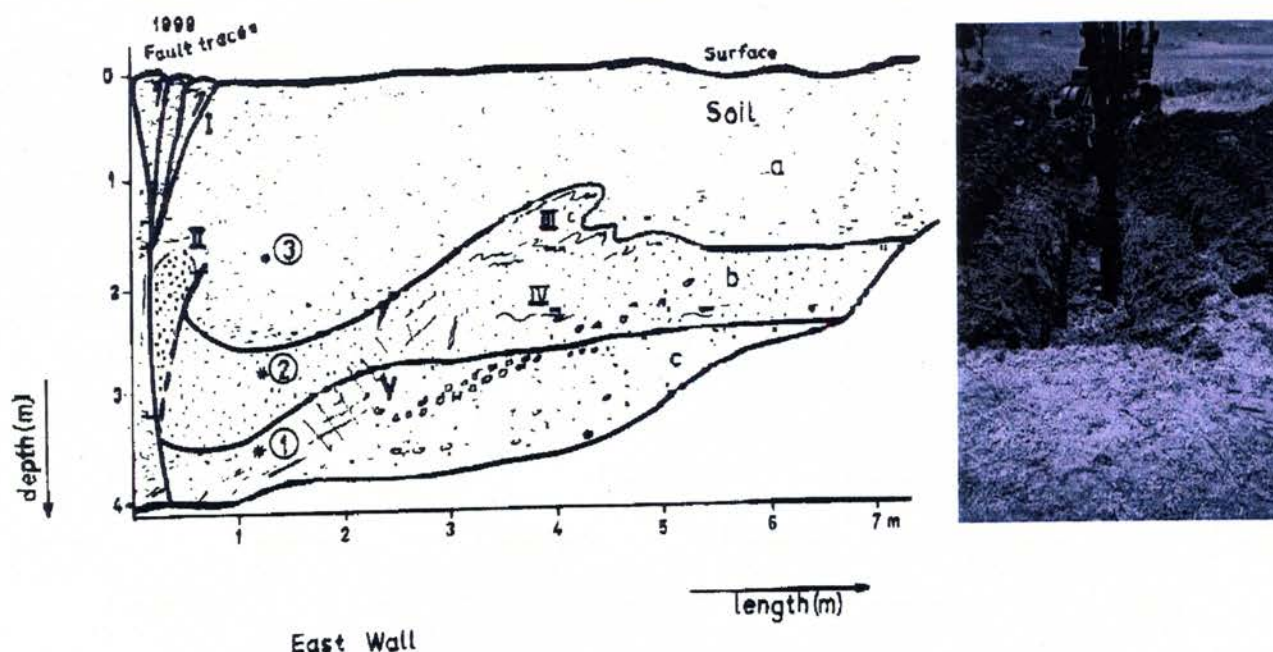 1999
Fault traces
Surface
0
I
Soil
a
1
III
c
II
3
2
b
IV
2
c
3
V
1
4
1
2
3
4
5
6
7 m
depth(m)
length(m)
East Wall